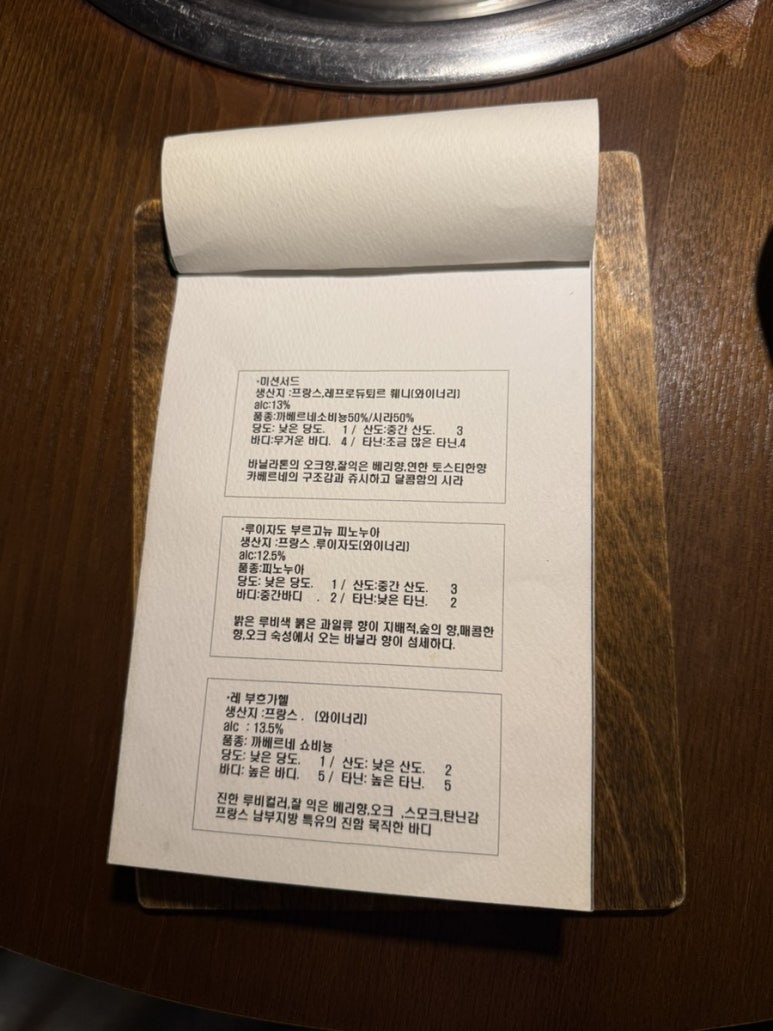 ·미션서드
생산지 :프랑스,레프로듀퇴르 훼니(와이너리)
alc:13%
품종:까베르네소비뇽50%/시라50%
당도: 낮은 당도. 1 / 산도:중간 산도. 3
바디:무거운 바디. 4 / 타닌:조금 많은 타닌.4
바닐라톤의 오크향,잘익은 베리향,연한 토스티한향
카베르네의 구조감과 쥬시하고 달콤함의 시라
·루이자도 부르고뉴 피노누아
생산지 :프랑스 .루이자도(와이너리)
alc:12.5%
품종:피노누아
당도: 낮은 당도. 1 / 산도:중간 산도. 3
바디:중간바디 . 2 / 타닌:낮은 타닌. 2
밝은 루비색 붉은 과일류 향이 지배적,숲의 향,매콤한
향,오크 숙성에서 오는 바닐라 향이 섬세하다.
·레 부흐가헬
생산지 :프랑스 . (와이너리)
alc : 13.5%
품종: 까베르네 쇼비뇽
당도: 낮은 당도. 1 / 산도: 낮은 산도. 2
바디: 높은 바디. 5 / 타닌: 높은 타닌. 5
진한 루비컬러,잘 익은 베리향,오크 ,스모크,탄닌감
프랑스 남부지방 특유의 진함 묵직한 바디